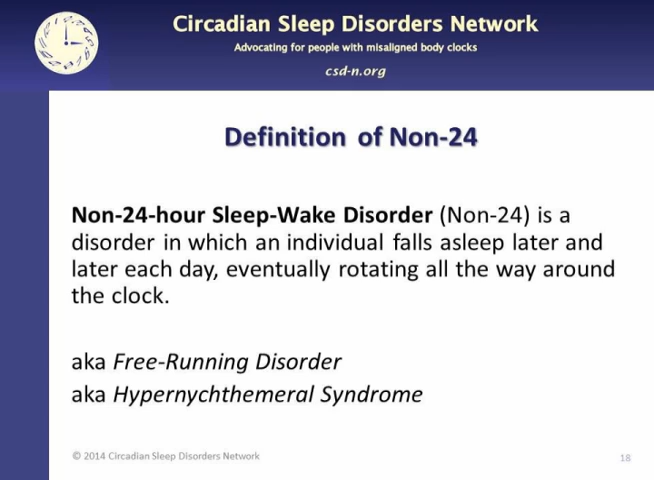 Circadian Sleep Disorders Network
Advocating for people with misaligned body clocks
csd-n.org
Definition of Non-24
Non-24-hour Sleep-Wake Disorder (Non-24) is a
disorder in which an individual falls asleep later and
later each day, eventually rotating all the way around
the clock.
aka Free-Running Disorder
aka Hypernychthemeral Syndrome
© 2014 Circadian Sleep Disorders Network
18